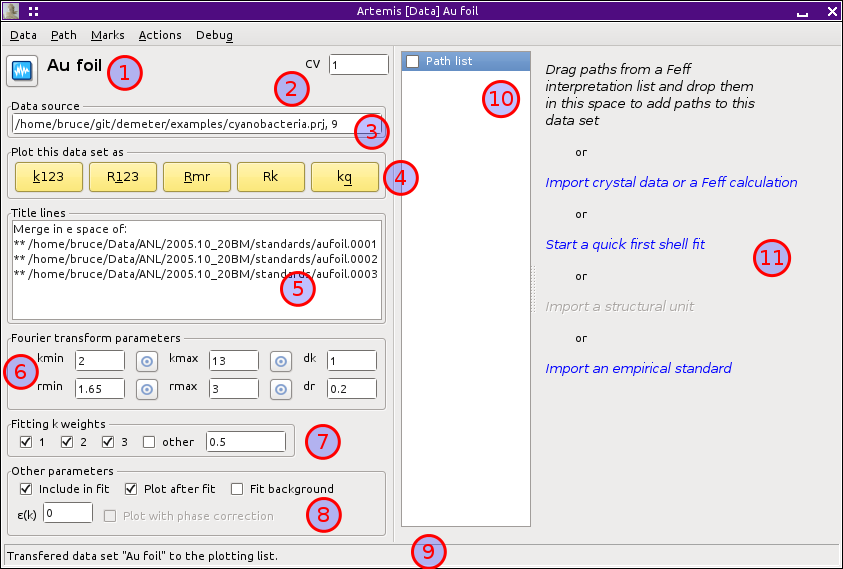 Artemis [Data] Au foil
Data Path Marks Actions Debug
Au foil
1
CV 1
2
Data source
/home/bruce/git/demeter/examples/cyanobacteria.prj, 9
3
Plot this data set as
k123 R123 Rmr Rk kq
4
Title lines
Merge in e space of:
** /home/bruce/Data/ANL/2005.10_20BM/standards/aufoil.0001
** /home/bruce/Data/ANL/2005.10_20BM/standards/aufoil.0002
** /home/bruce/Data/ANL/2005.10_20BM/standards/aufoil.0003
5
Fourier transform parameters
kmin 2 kmax 13 dk 1
6
rmin 1.65 rmax 3 dr 0.2
Fitting k weights
1 2 3 other 0.5
7
Other parameters
Include in fit Plot after fit Fit background
ε(k) 0 Plot with phase correction
8
Path list
10
Drag paths from a Feff
interpretation list and drop them
in this space to add paths to this
data set
or
Import crystal data or a Feff calculation
or
Start a quick first shell fit
11
or
Import a structural unit
or
Import an empirical standard
9
Transfered data set "Au foil" to the plotting list.